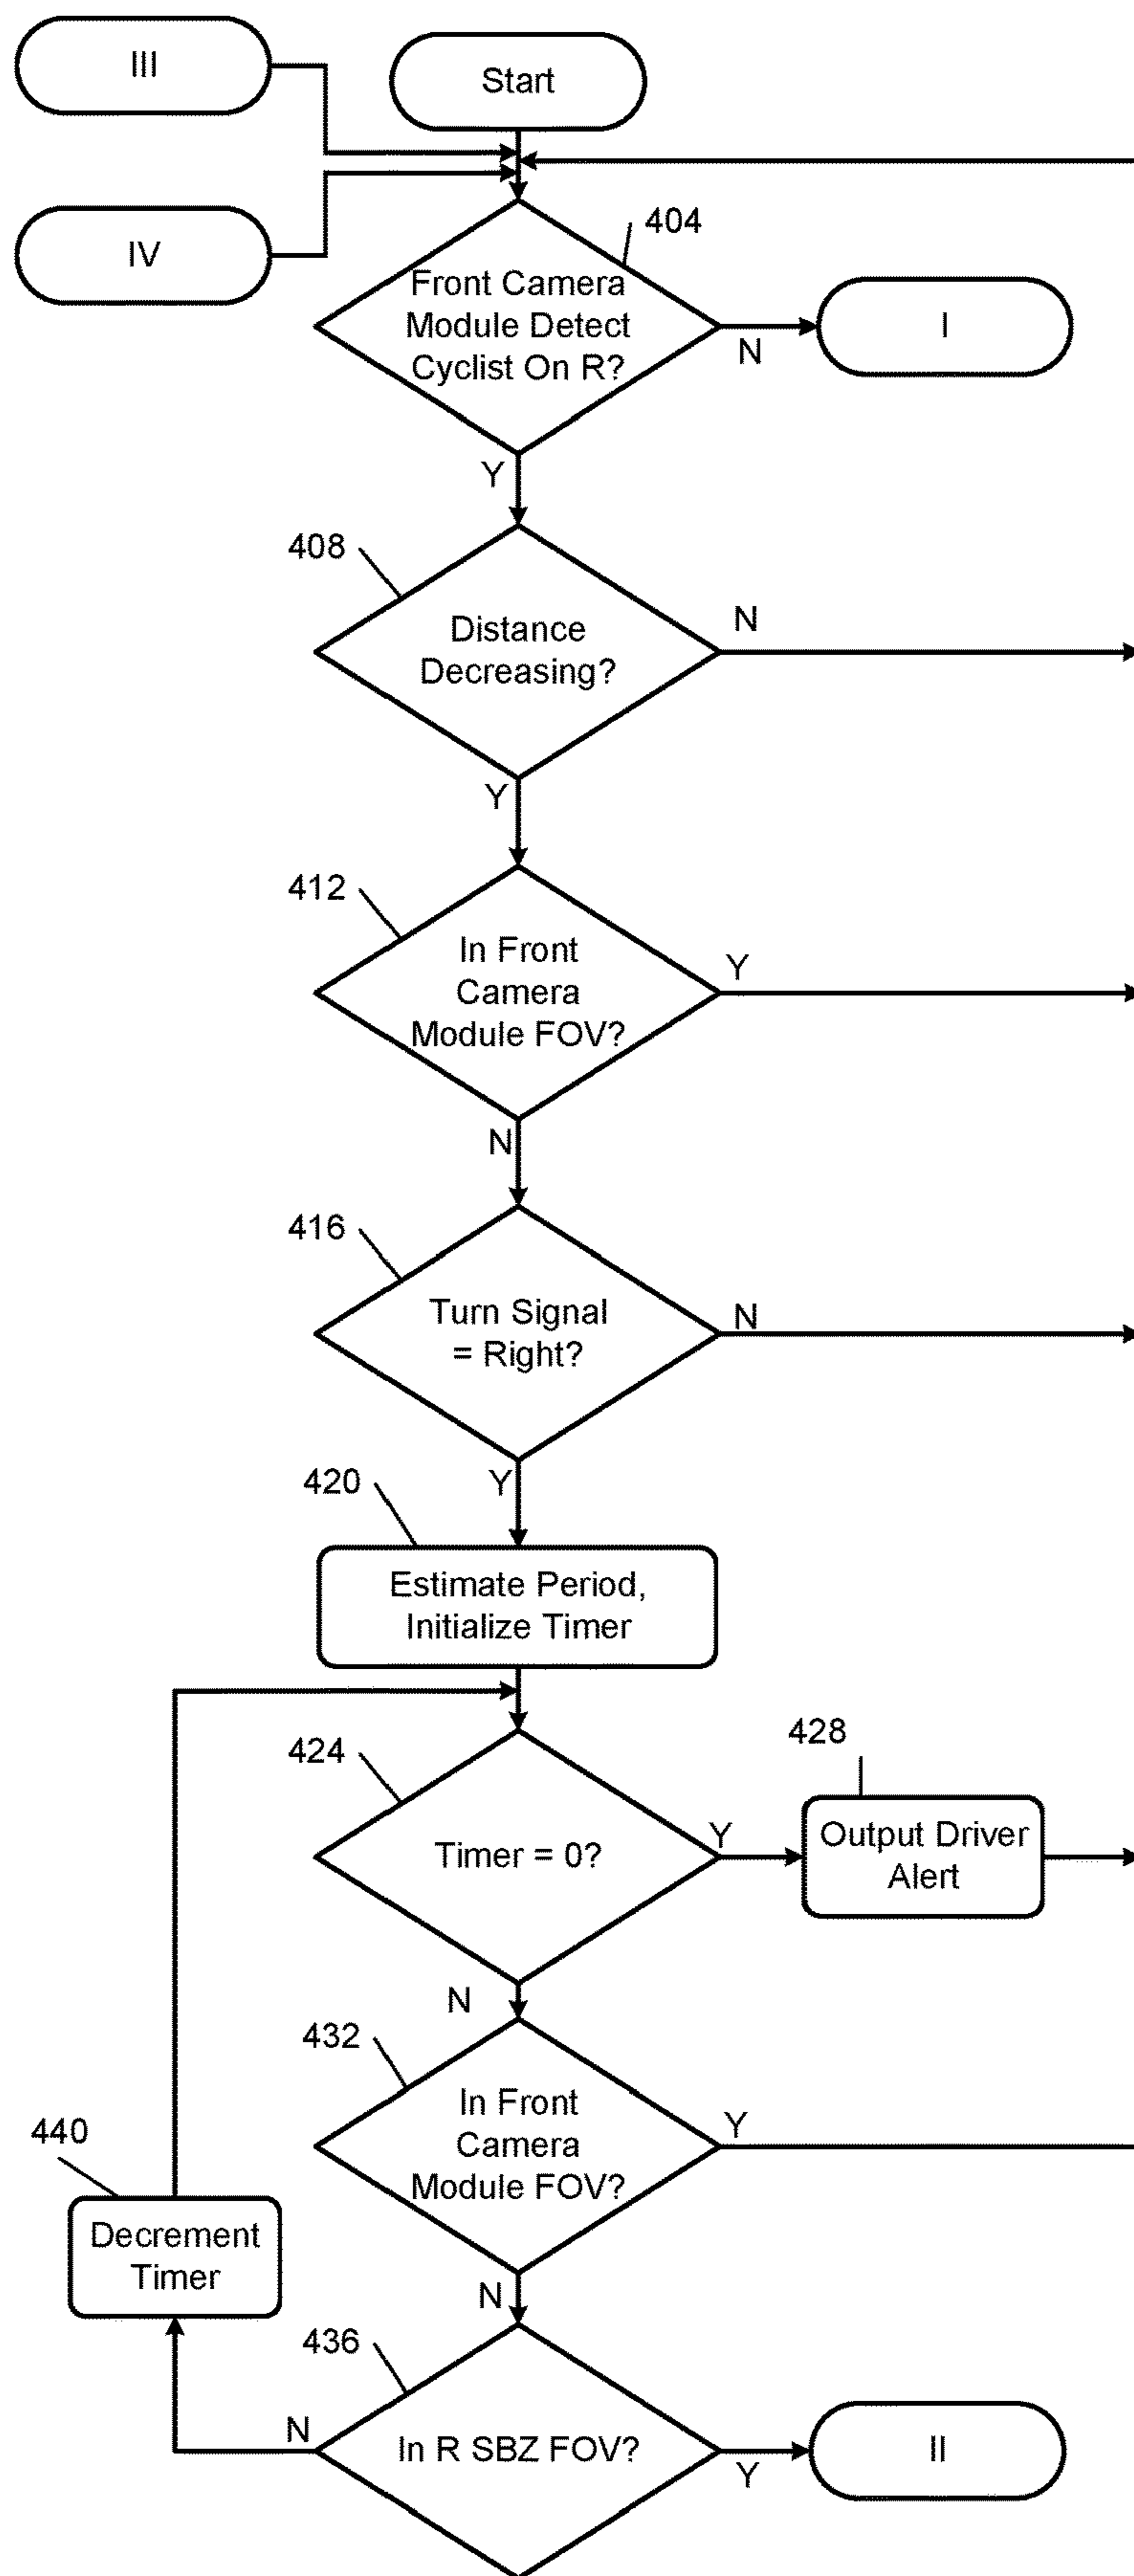 III
Start
IV
404
Front Camera
Module Detect
Cyclist On R?
N
I
Y
408
Distance
Decreasing?
N
Y
412
In Front
Camera
Module FOV?
Y
N
416
Turn Signal
= Right?
N
Y
420
Estimate Period,
Initialize Timer
424
Timer = 0?
Y
428
Output Driver
Alert
N
432
In Front
Camera
Module FOV?
Y
440
Decrement
Timer
N
436
In R SBZ FOV?
N
Y
II